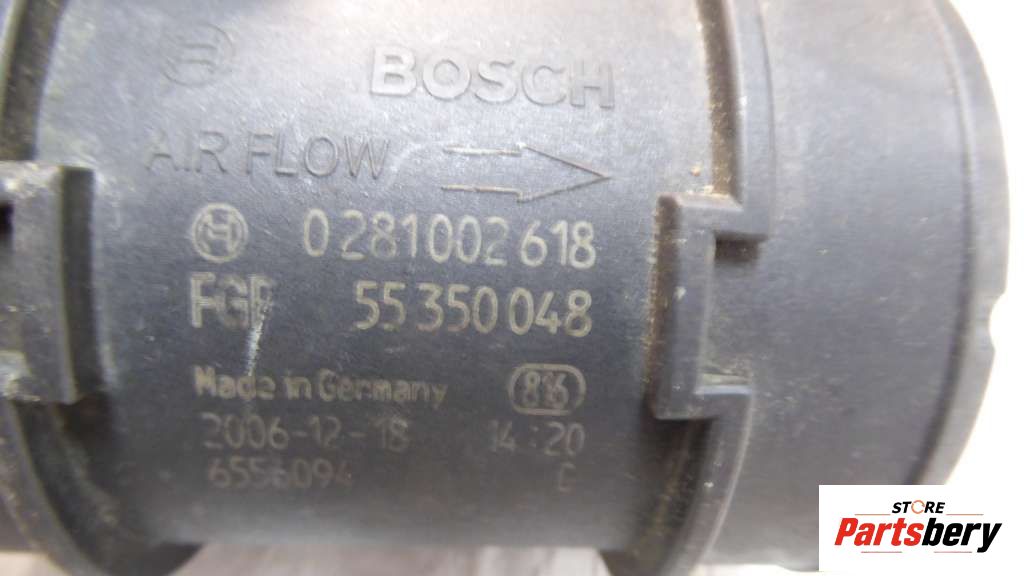 BOSCH
AIR FLOW
0 281 002 618
55 350 048
Made in Germany 816
2006-12-18 14:20
6556094 C
STORE
Partsbery